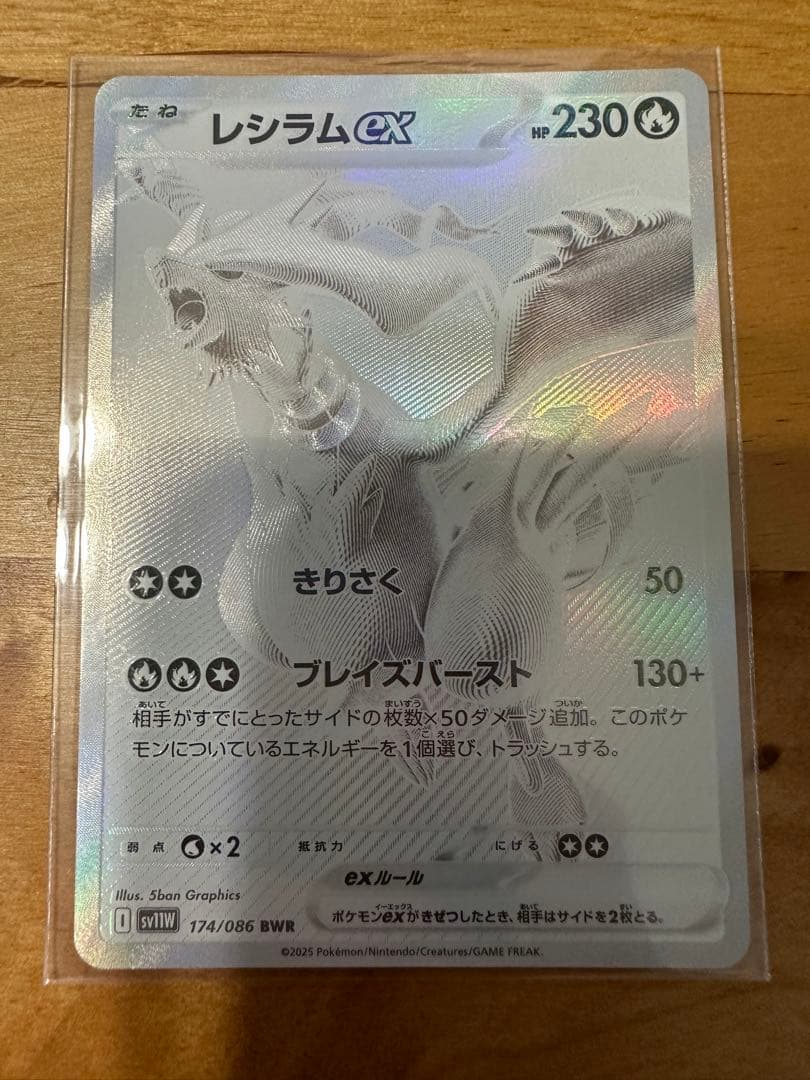 たね レシラムex HP230
きりさく 50
ブレイズバースト 130+
相手がすでにとったサイドの枚数×50ダメージ追加。このポケ
モンについているエネルギーを1個選び、トラッシュする。
弱点 ×2 抵抗力 にげる
exルール
Illus. 5ban Graphics
ポケモンexがきぜつしたとき、相手はサイドを2枚とる。
I SV11W 174/086 BWR
©2025 Pokémon/Nintendo/Creatures/GAME FREAK.